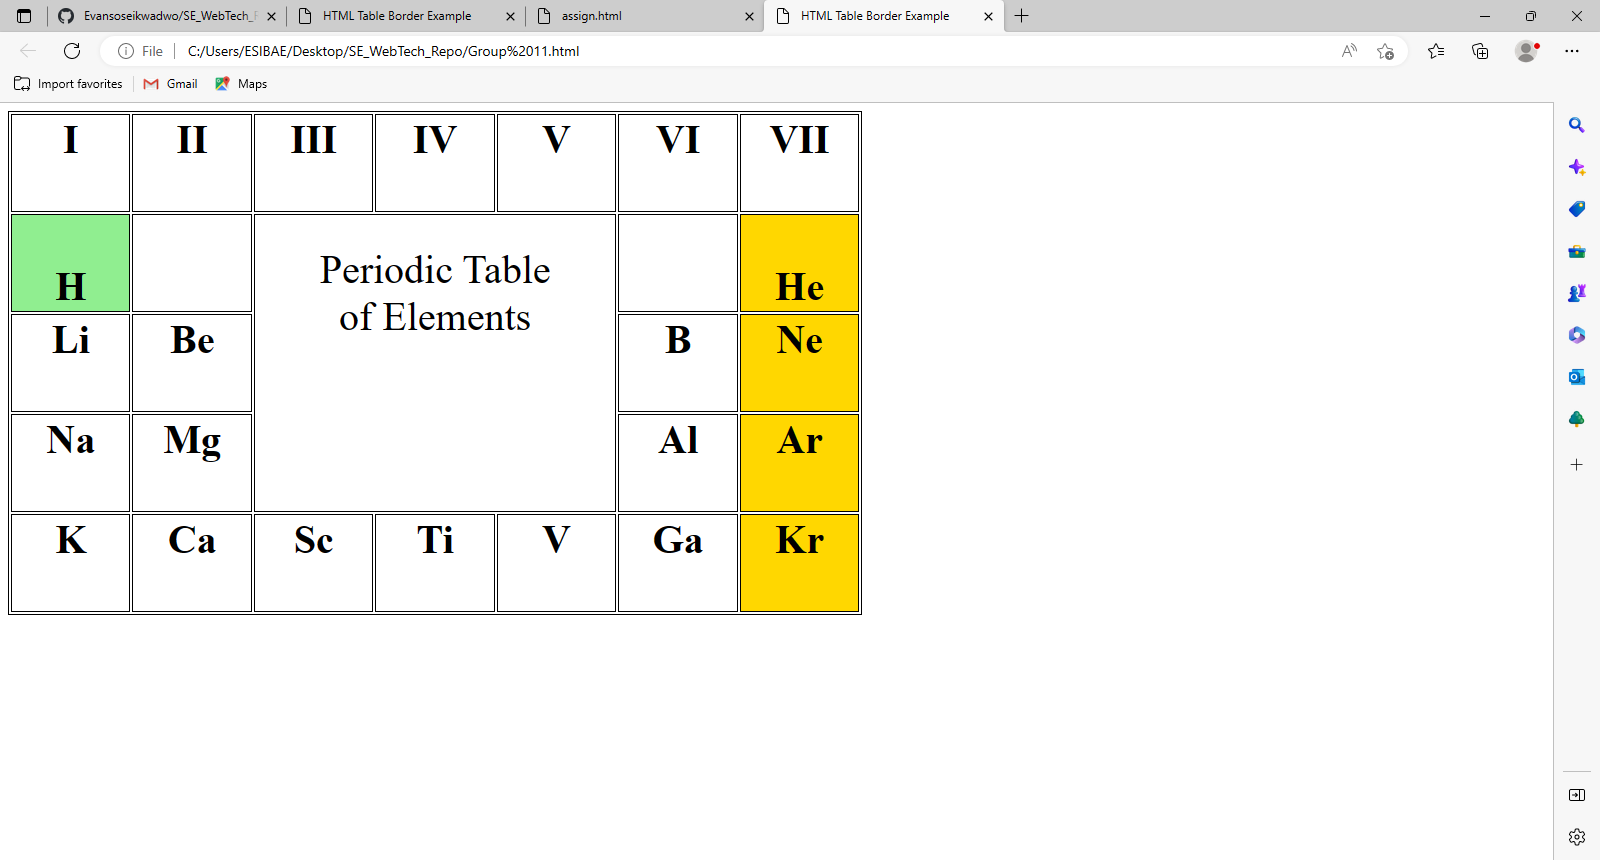 Evansoseikwadwo/SE_WebTech_ HTML Table Border Example assign.html HTML Table Border Example
File C:/Users/ESIBAE/Desktop/SE_WebTech_Repo/Group%2011.html
Import favorites Gmail Maps
I II III IV V VI VII
H He
Periodic Table
of Elements
Li Be B Ne
Na Mg Al Ar
K Ca Sc Ti V Ga Kr